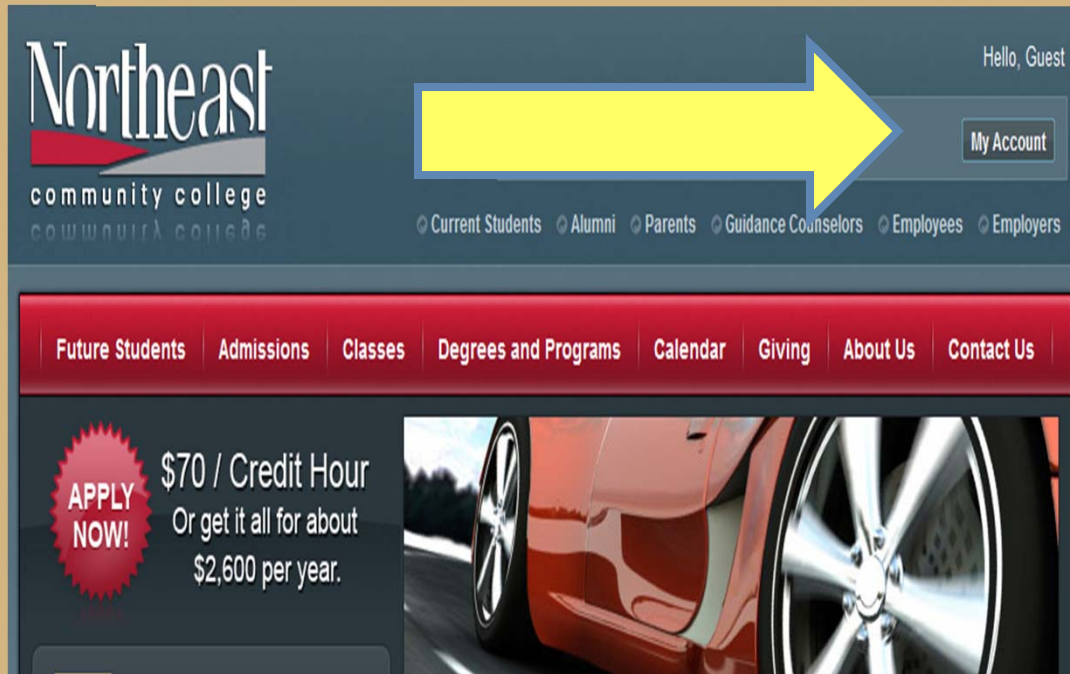 Northeast
community college
Hello, Guest
My Account
Current Students Alumni Parents Guidance Counselors Employees Employers
Future Students Admissions Classes Degrees and Programs Calendar Giving About Us Contact Us
APPLY
NOW!
$70 / Credit Hour
Or get it all for about
$2,600 per year.